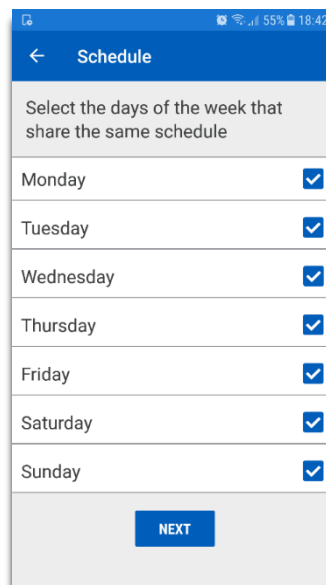 55% 18:42
Schedule
Select the days of the week that
share the same schedule
Monday
Tuesday
Wednesday
Thursday
Friday
Saturday
Sunday
NEXT